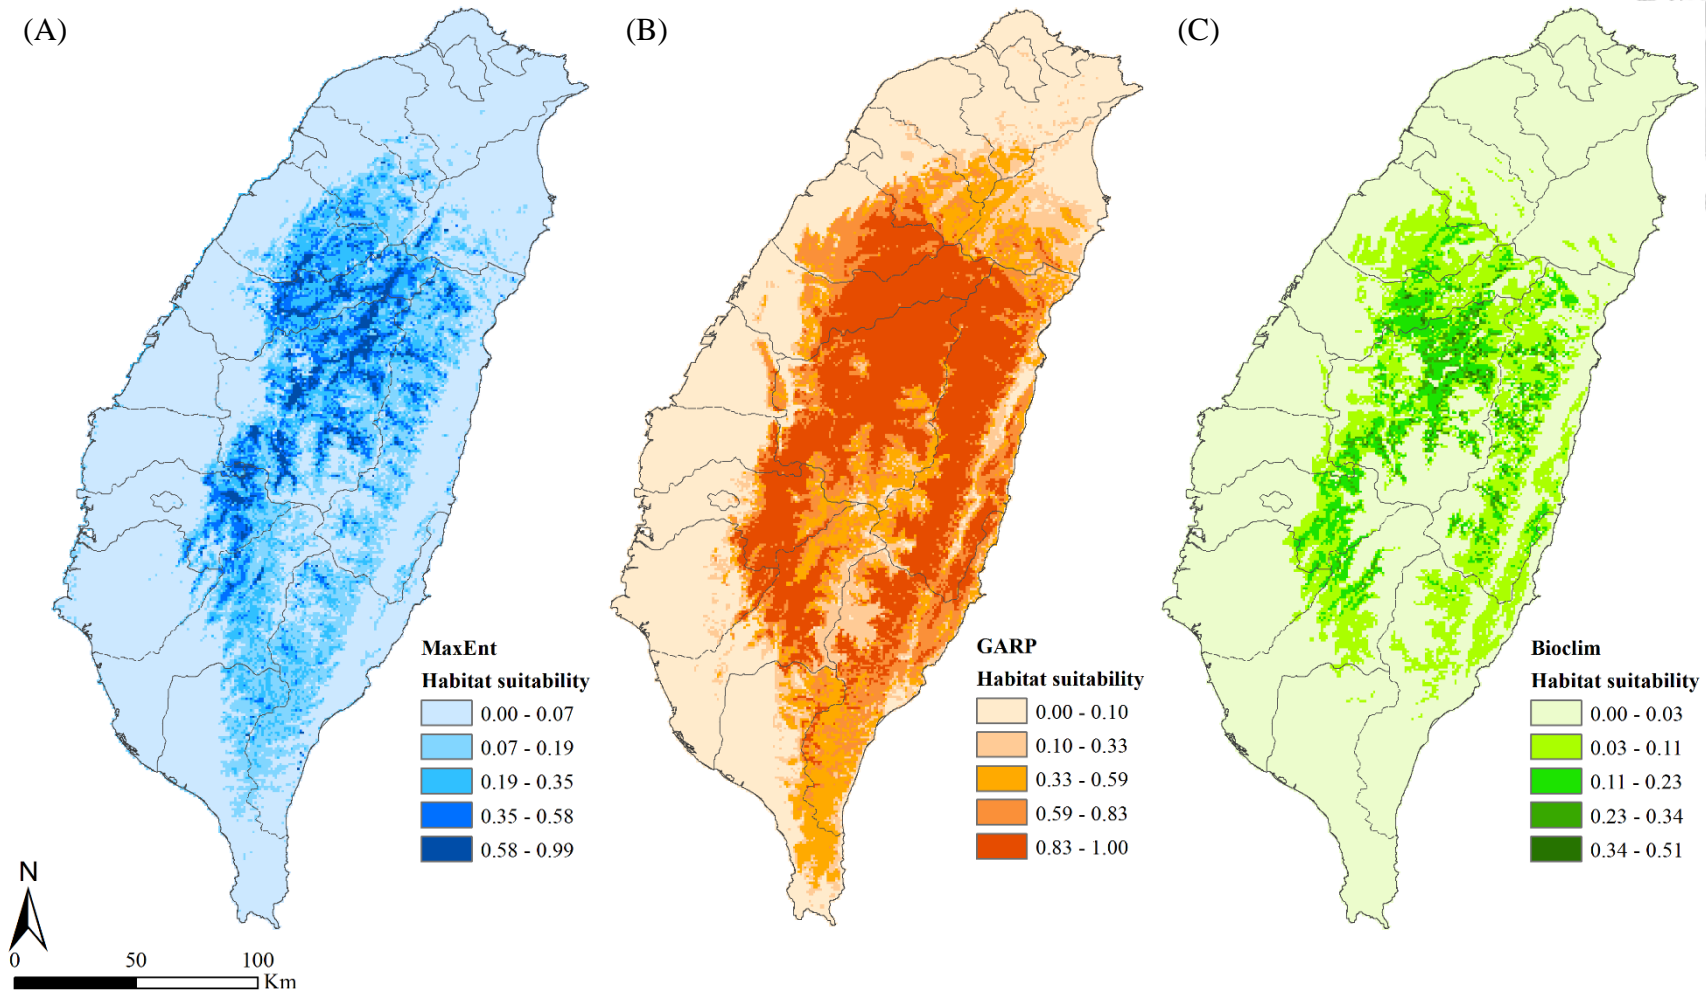 (A)
(B)
(C)
MaxEnt
Habitat suitability
0.00 - 0.07
0.07 - 0.19
0.19 - 0.35
0.35 - 0.58
0.58 - 0.99
GARP
Habitat suitability
0.00 - 0.10
0.10 - 0.33
0.33 - 0.59
0.59 - 0.83
0.83 - 1.00
Bioclim
Habitat suitability
0.00 - 0.03
0.03 - 0.11
0.11 - 0.23
0.23 - 0.34
0.34 - 0.51
N
0 50 100
Km